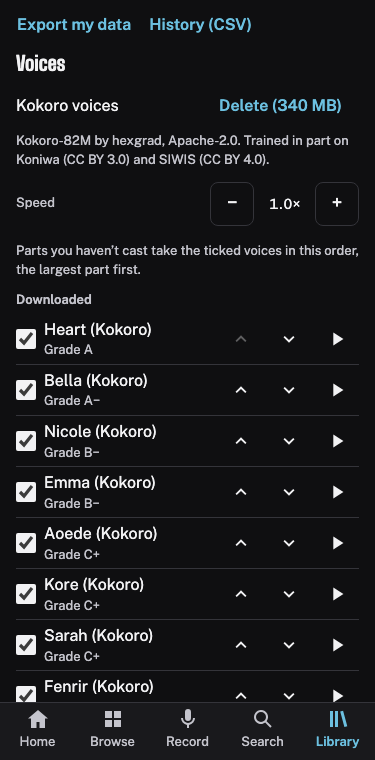 Export my data History (CSV)
Voices
Kokoro voices Delete (340 MB)
Kokoro-82M by hexgrad, Apache-2.0. Trained in part on
Koniwa (CC BY 3.0) and SIWIS (CC BY 4.0).
Speed − 1.0× +
Parts you haven't cast take the ticked voices in this order,
the largest part first.
Downloaded
Heart (Kokoro)
Grade A
Bella (Kokoro)
Grade A−
Nicole (Kokoro)
Grade B−
Emma (Kokoro)
Grade B−
Aoede (Kokoro)
Grade C+
Kore (Kokoro)
Grade C+
Sarah (Kokoro)
Grade C+
Fenrir (Kokoro)
Home Browse Record Search Library